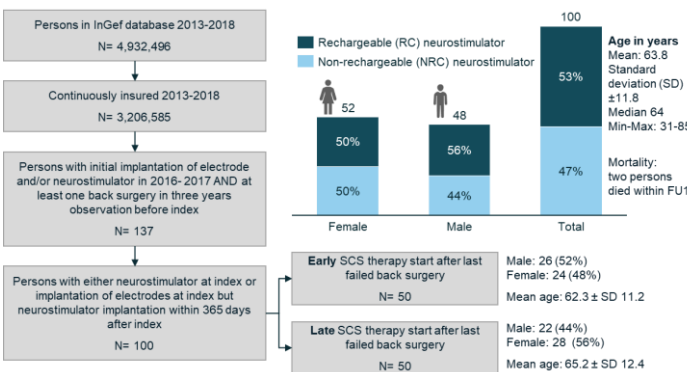 Persons in InGef database 2013-2018
N= 4,932,496
Continuously insured 2013-2018
N= 3,206,585
Persons with initial implantation of electrode
and/or neurostimulator in 2016- 2017 AND at
least one back surgery in three years
observation before index
N= 137
Persons with either neurostimulator at index or
implantation of electrodes at index but
neurostimulator implantation within 365 days
after index
N= 100
Rechargeable (RC) neurostimulator
Non-rechargeable (NRC) neurostimulator
52
50%
50%
Female
48
56%
44%
Male
100
53%
47%
Total
Age in years
Mean: 63.8
Standard
deviation (SD)
±11.8
Median 64
Min-Max: 31-85
Mortality:
two persons
died within FU1
Early SCS therapy start after last
failed back surgery
N= 50
Male: 26 (52%)
Female: 24 (48%)
Mean age: 62.3 ± SD 11.2
Late SCS therapy start after last
failed back surgery
N= 50
Male: 22 (44%)
Female: 28 (56%)
Mean age: 65.2 ± SD 12.4